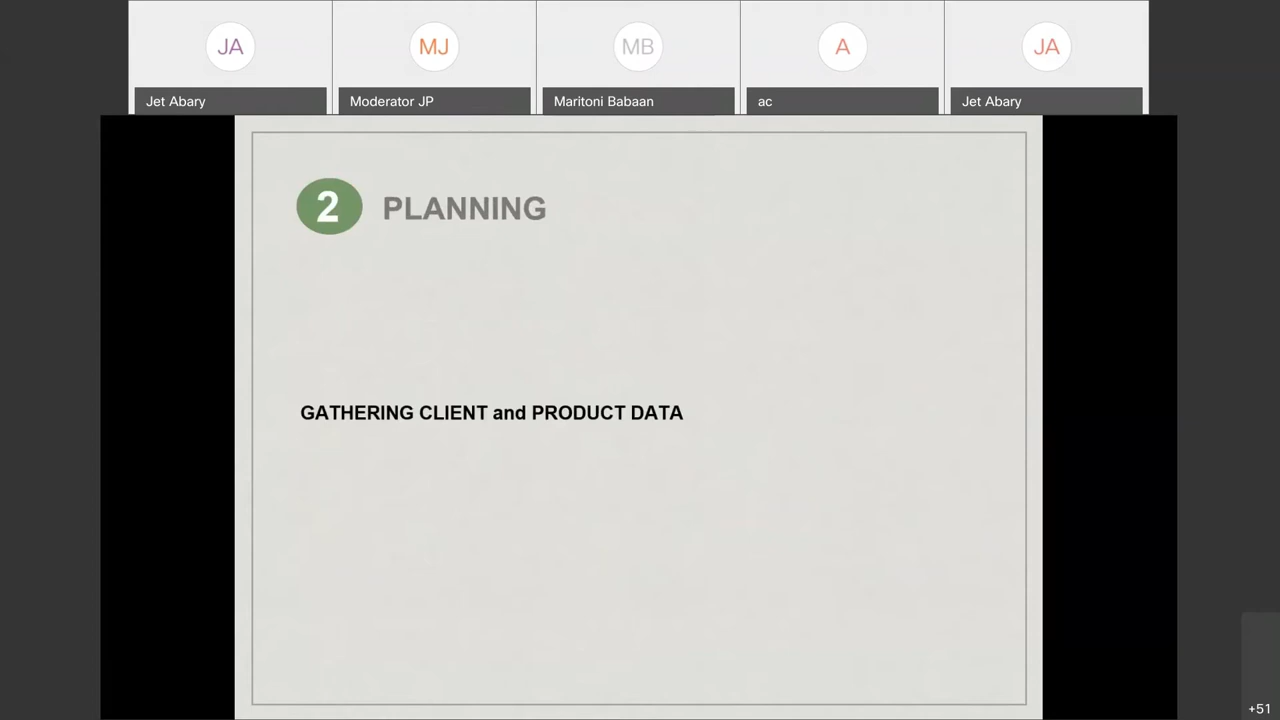 JA
MJ
MB
A
JA
Jet Abary
Moderator JP
Maritoni Babaan
ac
Jet Abary
2 PLANNING
GATHERING CLIENT and PRODUCT DATA
+51